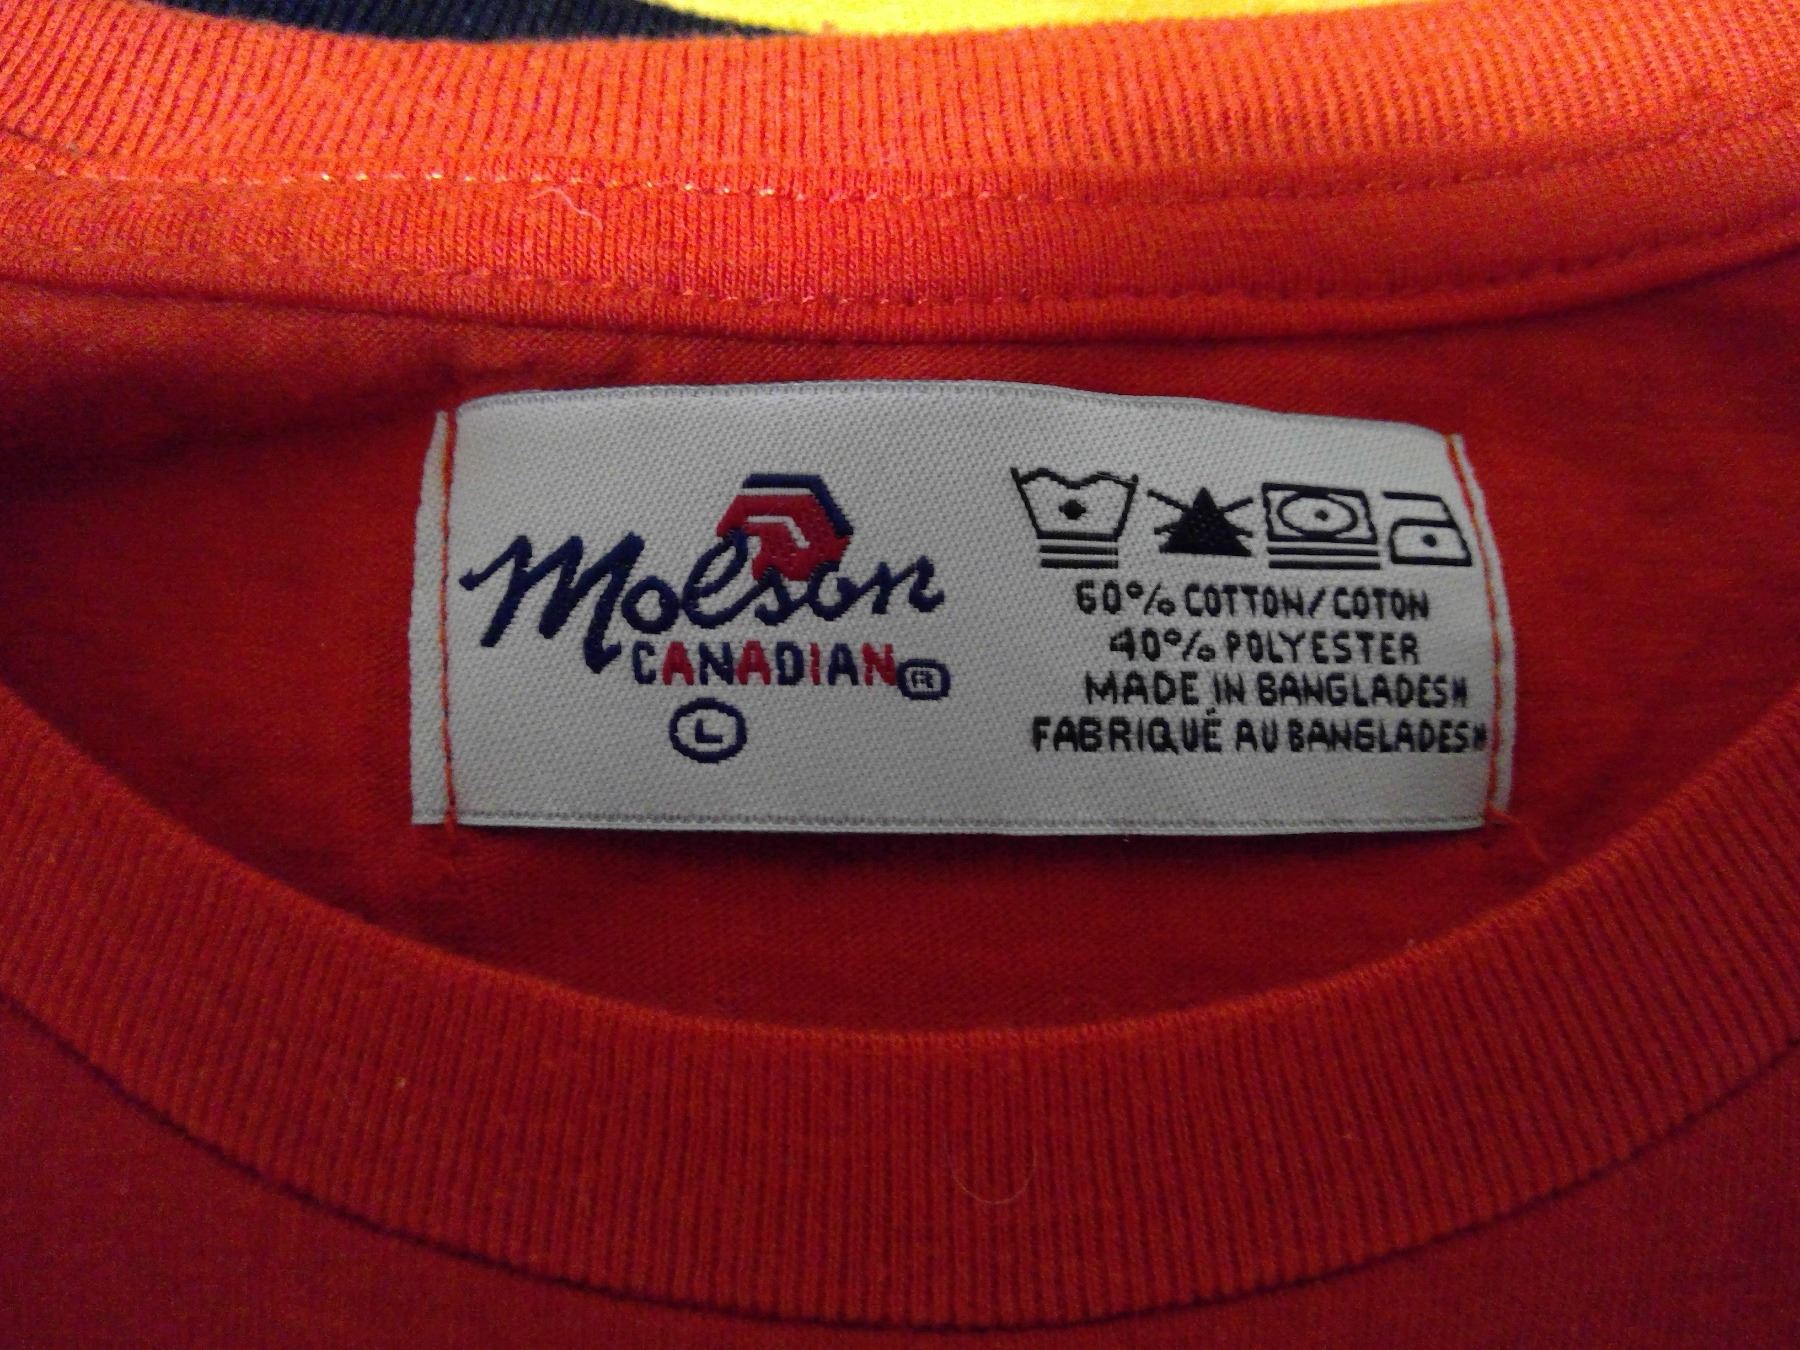 Molson
CANADIAN®
L
60% COTTON/COTON
40% POLYESTER
MADE IN BANGLADESH
FABRIQUÉ AU BANGLADESH